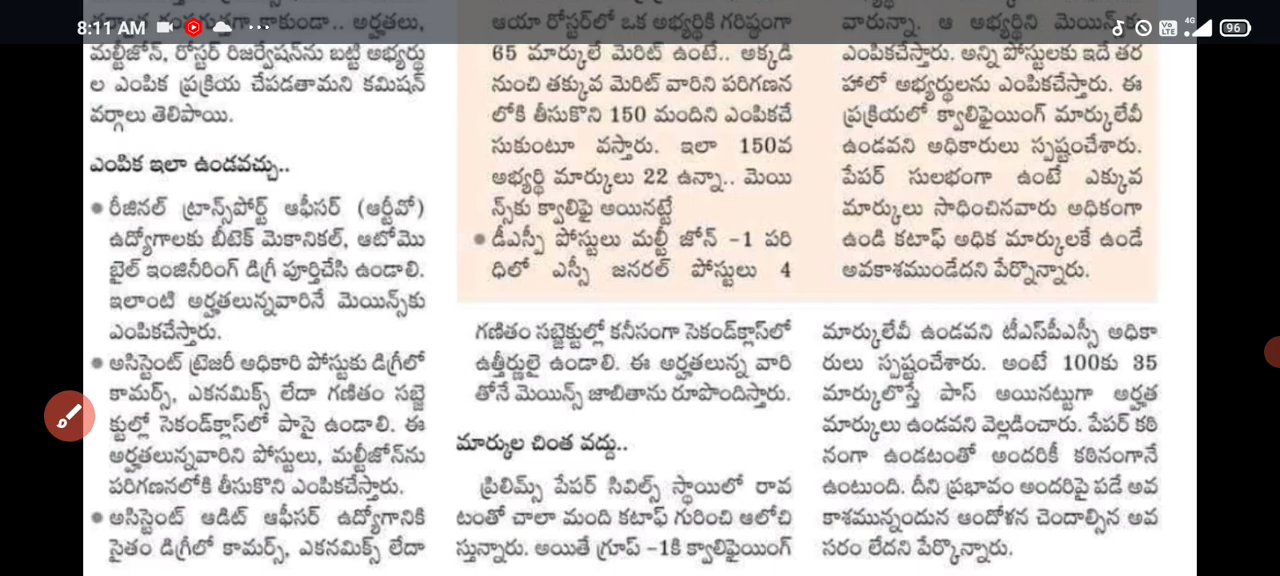 8:11 AM
4G
Vo
LTE
96
మల్టీజోన్, రోస్టర్ రిజర్వేషన్‌ను బట్టి అభ్యర్థు
ల ఎంపిక ప్రక్రియ చేపడతామని కమిషన్
వర్గాలు తెలిపాయి.
ఎంపిక ఇలా ఉండవచ్చు..
• రీజినల్ ట్రాన్స్‌పోర్ట్ ఆఫీసర్ (ఆర్టీవో)
ఉద్యోగాలకు బీటెక్ మెకానికల్, ఆటోమొ
బైల్ ఇంజినీరింగ్ డిగ్రీ పూర్తిచేసి ఉండాలి.
ఇలాంటి అర్హతలున్నవారినే మెయిన్స్‌కు
ఎంపికచేస్తారు.
• అసిస్టెంట్ ట్రెజరీ అధికారి పోస్టుకు డిగ్రీలో
కామర్స్, ఎకనమిక్స్ లేదా గణితం సబ్జె
క్టుల్లో సెకండ్‌క్లాస్‌లో పాసై ఉండాలి. ఈ
అర్హతలున్నవారిని పోస్టులు, మల్టీజోన్‌ను
పరిగణనలోకి తీసుకొని ఎంపికచేస్తారు.
• అసిస్టెంట్ ఆడిట్ ఆఫీసర్ ఉద్యోగానికి
సైతం డిగ్రీలో కామర్స్, ఎకనమిక్స్ లేదా
ఆయా రోస్టర్‌లో ఒక అభ్యర్థికి గరిష్ఠంగా
65 మార్కులే మెరిట్ ఉంటే.. అక్కడి
నుంచి తక్కువ మెరిట్ వారిని పరిగణన
లోకి తీసుకొని 150 మందిని ఎంపికచే
సుకుంటూ వస్తారు. ఇలా 150వ
అభ్యర్థి మార్కులు 22 ఉన్నా.. మెయి
న్స్‌కు క్వాలిఫై అయినట్టే
• డీఎస్పీ పోస్టులు మల్టీ జోన్ -1 పరి
ధిలో ఎస్సీ జనరల్ పోస్టులు 4
వారున్నా. ఆ అభ్యర్థిని మెయిన్స్‌కు
ఎంపికచేస్తారు. అన్ని పోస్టులకు ఇదే తర
హాలో అభ్యర్థులను ఎంపికచేస్తారు. ఈ
ప్రక్రియలో క్వాలిఫైయింగ్ మార్కులేవీ
ఉండవని అధికారులు స్పష్టంచేశారు.
పేపర్ సులభంగా ఉంటే ఎక్కువ
మార్కులు సాధించినవారు అధికంగా
ఉండి కటాఫ్ అధిక మార్కులకే ఉండే
అవకాశముండేదని పేర్కొన్నారు.
గణితం సబ్జెక్టుల్లో కనీసంగా సెకండ్‌క్లాస్‌లో
ఉత్తీర్ణులై ఉండాలి. ఈ అర్హతలున్న వారి
తోనే మెయిన్స్ జాబితాను రూపొందిస్తారు.
మార్కుల చింత వద్దు..
ప్రిలిమ్స్ పేపర్ సివిల్స్ స్థాయిలో రావ
టంతో చాలా మంది కటాఫ్ గురించి ఆలోచి
స్తున్నారు. అయితే గ్రూప్ -1కి క్వాలిఫైయింగ్
మార్కులేవీ ఉండవని టీఎస్‌పీఎస్సీ అధికా
రులు స్పష్టంచేశారు. అంటే 100కు 35
మార్కులొస్తే పాస్ అయినట్టుగా అర్హత
మార్కులు ఉండవని వెల్లడించారు. పేపర్ కఠి
నంగా ఉండటంతో అందరికీ కఠినంగానే
ఉంటుంది. దీని ప్రభావం అందరిపై పడే అవ
కాశమున్నందున ఆందోళన చెందాల్సిన అవ
సరం లేదని పేర్కొన్నారు.